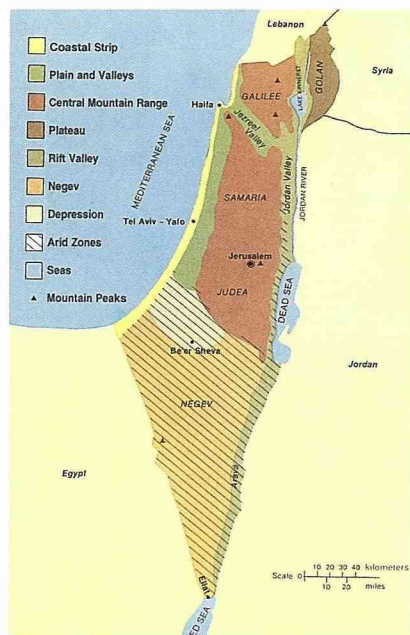 Coastal Strip
Plain and Valleys
Central Mountain Range
Plateau
Rift Valley
Negev
Depression
Arid Zones
Seas
Mountain Peaks
Lebanon
Syria
GOLAN
LAKE KINNERET
GALILEE
Haifa
Jezreel
Valley
MEDITERRANEAN SEA
SAMARIA
Jordan Valley
JORDAN RIVER
Tel Aviv - Yafo
Jerusalem
JUDEA
DEAD SEA
Be'er Sheva
Jordan
NEGEV
Egypt
Arava
Scale 0 10 20 30 40 kilometers
10 20 miles
Eilat
RED SEA